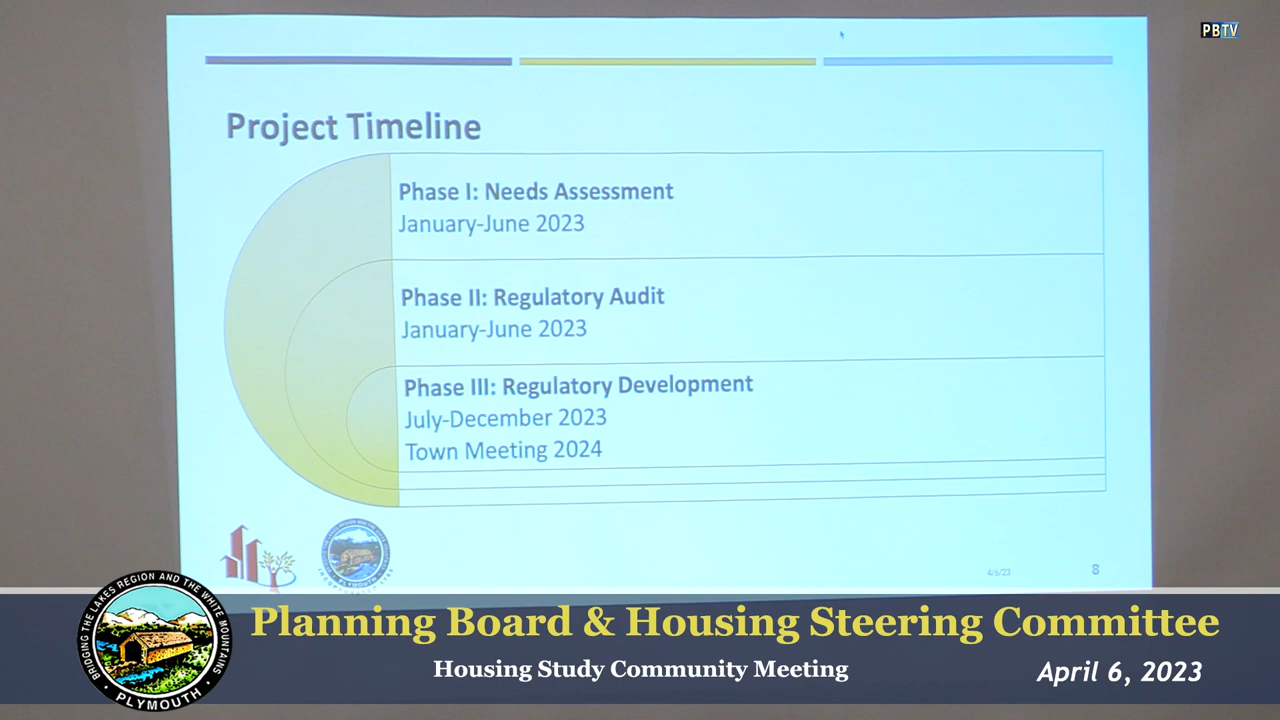 PBTV
Project Timeline
Phase I: Needs Assessment
January-June 2023
Phase II: Regulatory Audit
January-June 2023
Phase III: Regulatory Development
July-December 2023
Town Meeting 2024
PLYMOUTH
4/6/23
8
BRIDGING THE LAKES REGION AND THE WHITE MOUNTAINS
PLYMOUTH
Planning Board & Housing Steering Committee
Housing Study Community Meeting
April 6, 2023